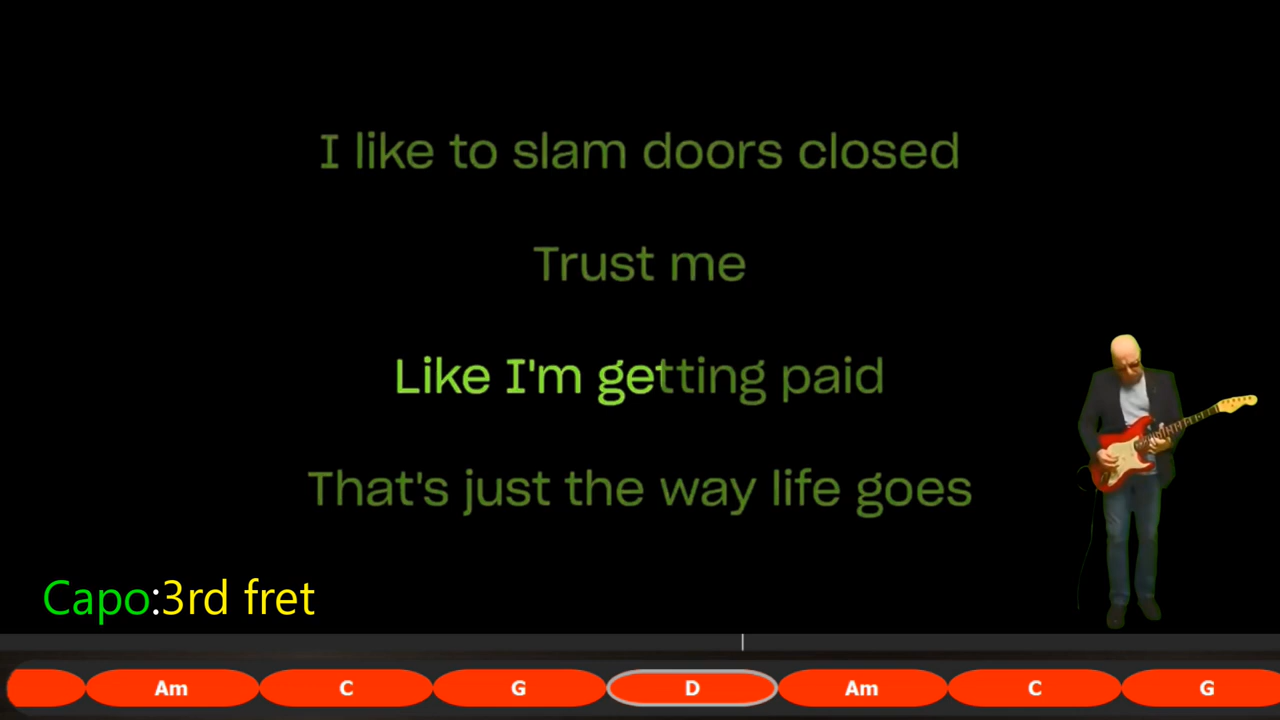 I like to slam doors closed
Trust me
Like I'm getting paid
That's just the way life goes
Capo:3rd fret
Am C G D Am C G